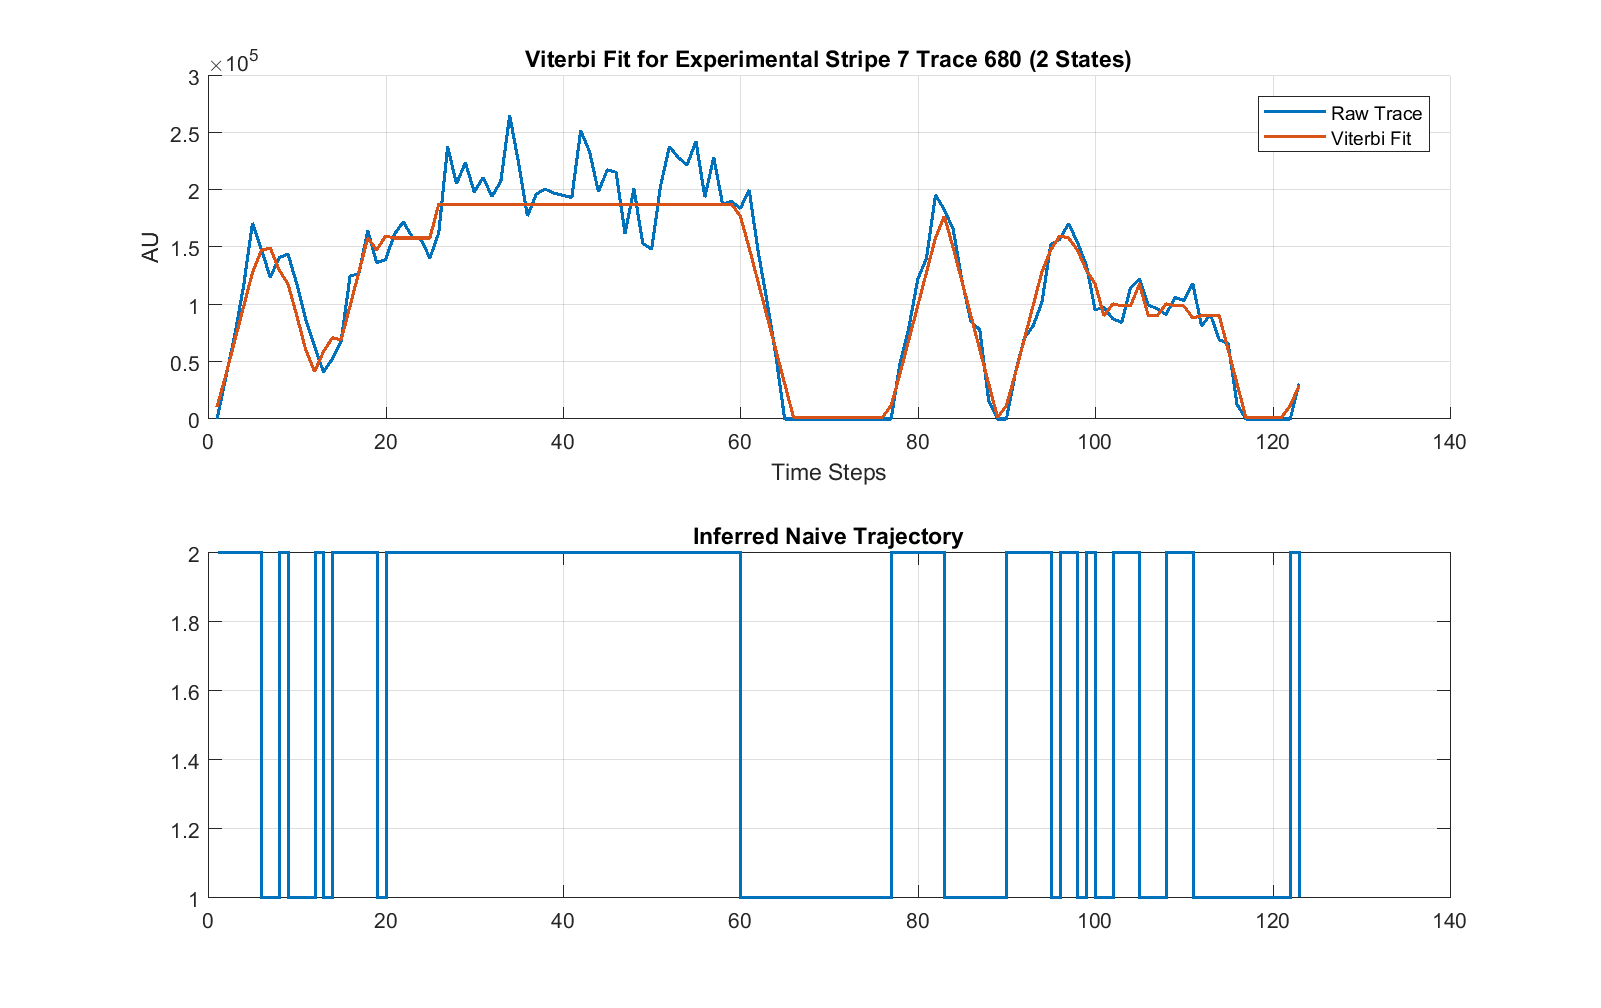 Viterbi Fit for Experimental Stripe 7 Trace 680 (2 States)
×10⁵
3
2.5
2
1.5
1
0.5
0
AU
Raw Trace
Viterbi Fit
0 20 40 60 80 100 120 140
Time Steps
Inferred Naive Trajectory
2
1.8
1.6
1.4
1.2
1
0 20 40 60 80 100 120 140